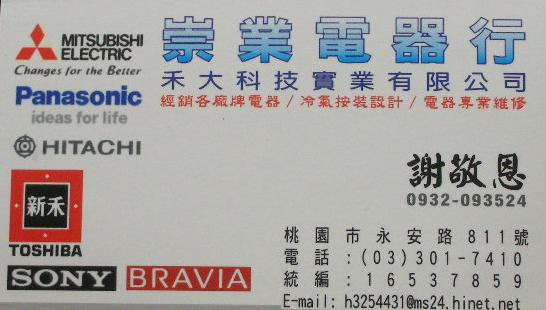 MITSUBISHI
ELECTRIC
Changes for the Better
Panasonic
ideas for life
HITACHI
新禾
TOSHIBA
SONY BRAVIA
崇業電器行
禾大科技實業有限公司
經銷各廠牌電器/冷氣按裝設計/電器專業維修
謝敬恩
0932-093524
桃園市永安路811號
電話:(03)301-7410
統編:16537859
E-mail: h3254431@ms24.hinet.net